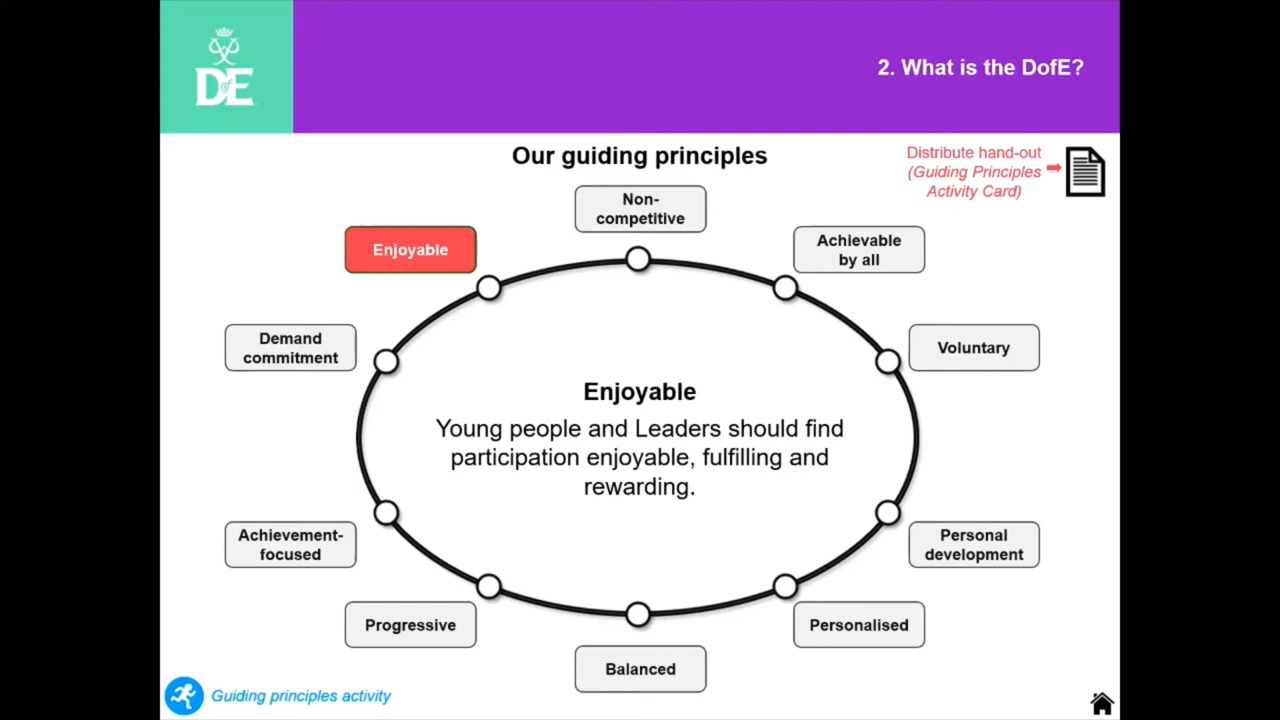 DofE
2. What is the DofE?
Our guiding principles
Distribute hand-out
(Guiding Principles
Activity Card)
Non-
competitive
Achievable
by all
Voluntary
Personal
development
Personalised
Balanced
Progressive
Achievement-
focused
Demand
commitment
Enjoyable
Enjoyable
Young people and Leaders should find
participation enjoyable, fulfilling and
rewarding.
Guiding principles activity